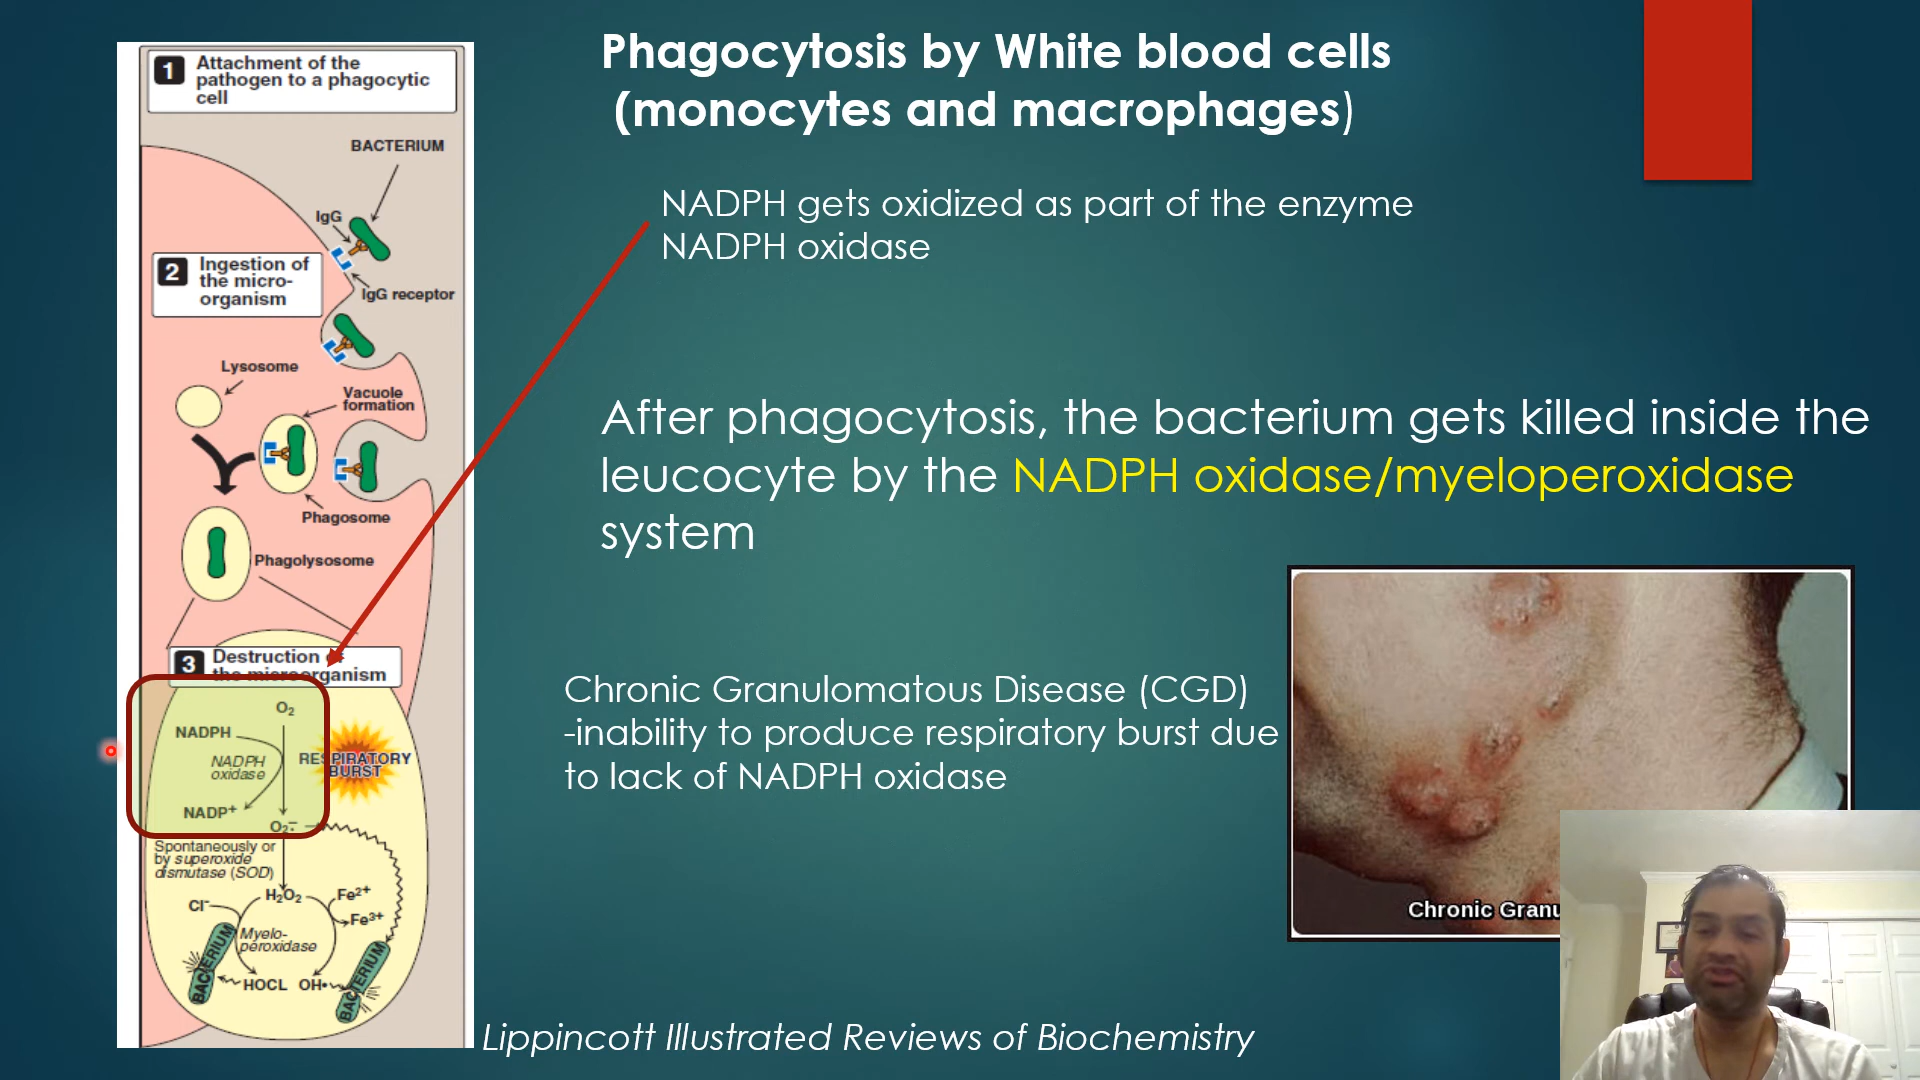 Phagocytosis by White blood cells
(monocytes and macrophages)
NADPH gets oxidized as part of the enzyme
NADPH oxidase
After phagocytosis, the bacterium gets killed inside the
leucocyte by the NADPH oxidase/myeloperoxidase
system
Chronic Granulomatous Disease (CGD)
-inability to produce respiratory burst due
to lack of NADPH oxidase
Lippincott Illustrated Reviews of Biochemistry
1 Attachment of the
pathogen to a phagocytic
cell
BACTERIUM
IgG
2 Ingestion of
the micro-
organism
IgG receptor
Lysosome
Vacuole
formation
Phagosome
Phagolysosome
3 Destruction of
the microorganism
O₂
NADPH
NADPH
oxidase
RESPIRATORY
BURST
NADP⁺
O₂⁻•
Spontaneously or
by superoxide
dismutase (SOD)
H₂O₂
Fe²⁺
Cl⁻
Fe³⁺
Myelo-
peroxidase
BACTERIUM
BACTERIUM
HOCL OH•
Chronic Granu